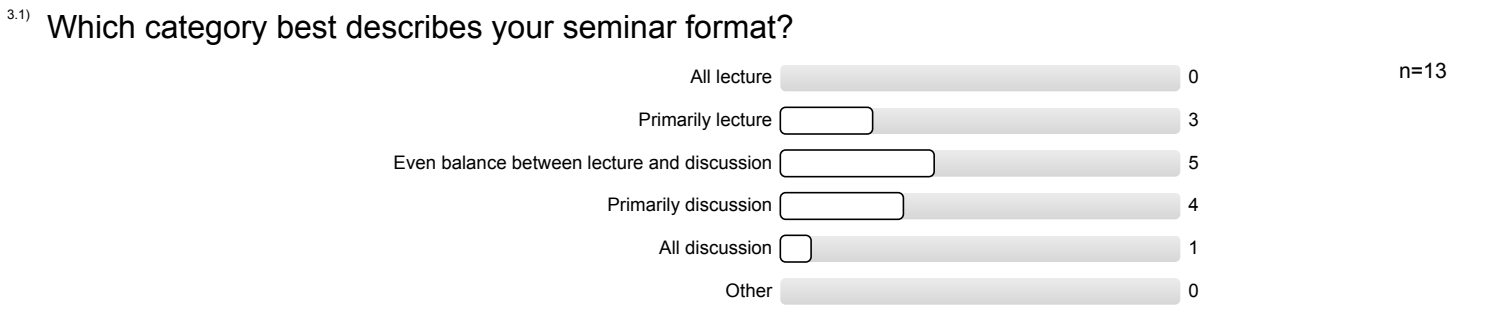 3.1) Which category best describes your seminar format?
n=13
All lecture 0
Primarily lecture 3
Even balance between lecture and discussion 5
Primarily discussion 4
All discussion 1
Other 0